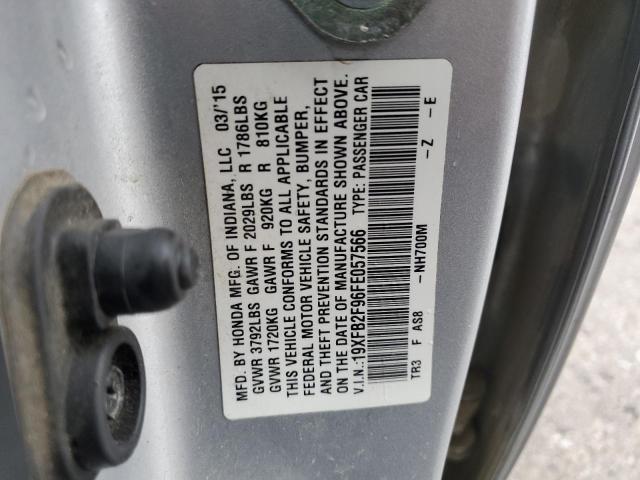 MFD. BY HONDA MFG. OF INDIANA, LLC 03/'15
GVWR 3792LBS GAWR F 2029LBS R 1786LBS
GVWR 1720KG GAWR F 920KG R 810KG
THIS VEHICLE CONFORMS TO ALL APPLICABLE
FEDERAL MOTOR VEHICLE SAFETY, BUMPER,
AND THEFT PREVENTION STANDARDS IN EFFECT
ON THE DATE OF MANUFACTURE SHOWN ABOVE.
V.I.N.:19XFB2F96FE057566 TYPE: PASSENGER CAR
TR3 F AS8 -NH700M -Z -E